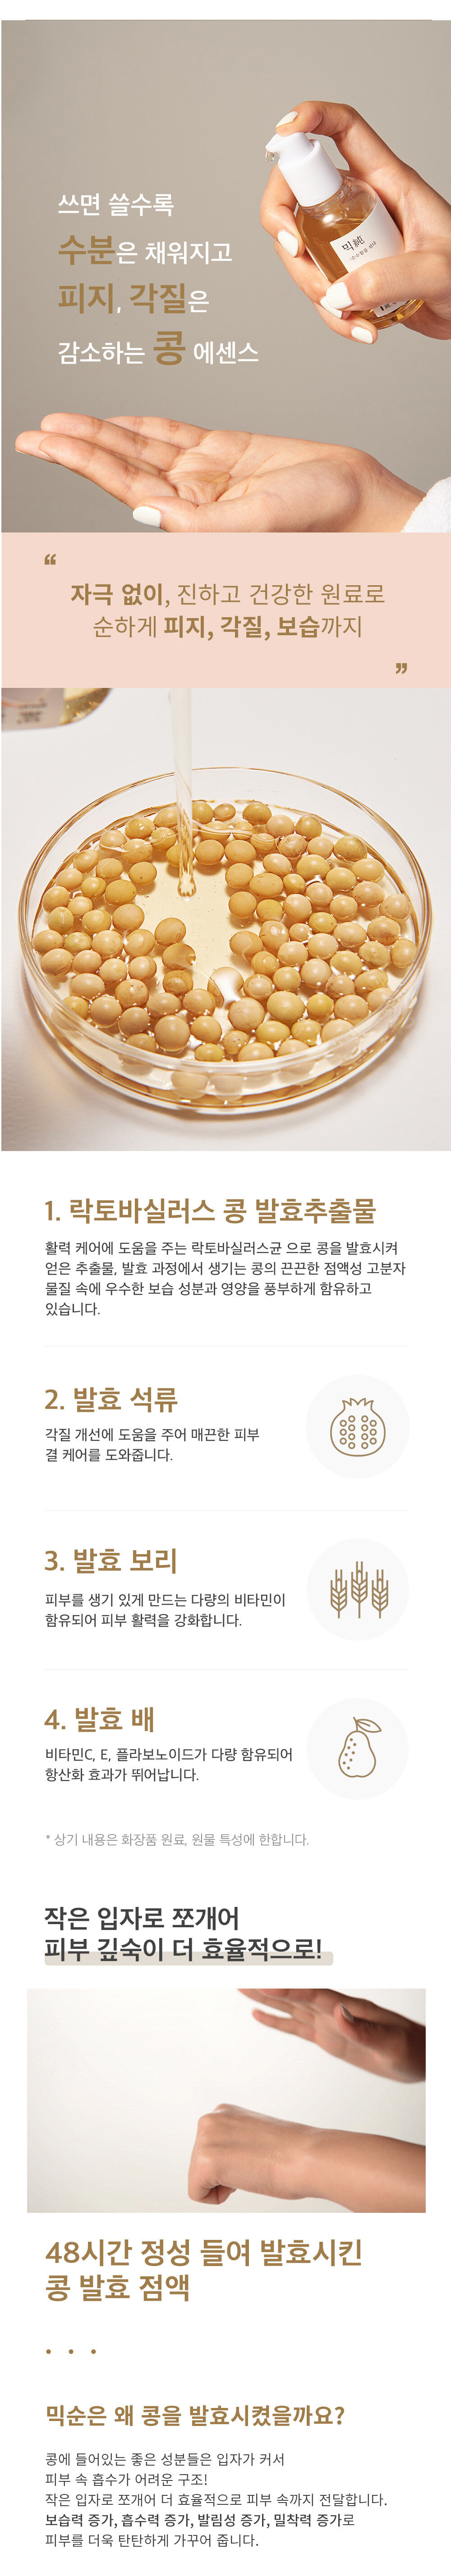 쓰면 쓸수록
수분은 채워지고
피지, 각질은
감소하는 콩 에센스
믹純
“
자극 없이, 진하고 건강한 원료로
순하게 피지, 각질, 보습까지
”
1. 락토바실러스 콩 발효추출물
활력 케어에 도움을 주는 락토바실러스균 으로 콩을 발효시켜
얻은 추출물, 발효 과정에서 생기는 콩의 끈끈한 점액성 고분자
물질 속에 우수한 보습 성분과 영양을 풍부하게 함유하고
있습니다.
2. 발효 석류
각질 개선에 도움을 주어 매끈한 피부
결 케어를 도와줍니다.
3. 발효 보리
피부를 생기 있게 만드는 다량의 비타민이
함유되어 피부 활력을 강화합니다.
4. 발효 배
비타민C, E, 플라보노이드가 다량 함유되어
항산화 효과가 뛰어납니다.
* 상기 내용은 화장품 원료, 원물 특성에 한합니다.
작은 입자로 쪼개어
피부 깊숙이 더 효율적으로!
48시간 정성 들여 발효시킨
콩 발효 점액
• • •
믹순은 왜 콩을 발효시켰을까요?
콩에 들어있는 좋은 성분들은 입자가 커서
피부 속 흡수가 어려운 구조!
작은 입자로 쪼개어 더 효율적으로 피부 속까지 전달합니다.
보습력 증가, 흡수력 증가, 발림성 증가, 밀착력 증가로
피부를 더욱 탄탄하게 가꾸어 줍니다.